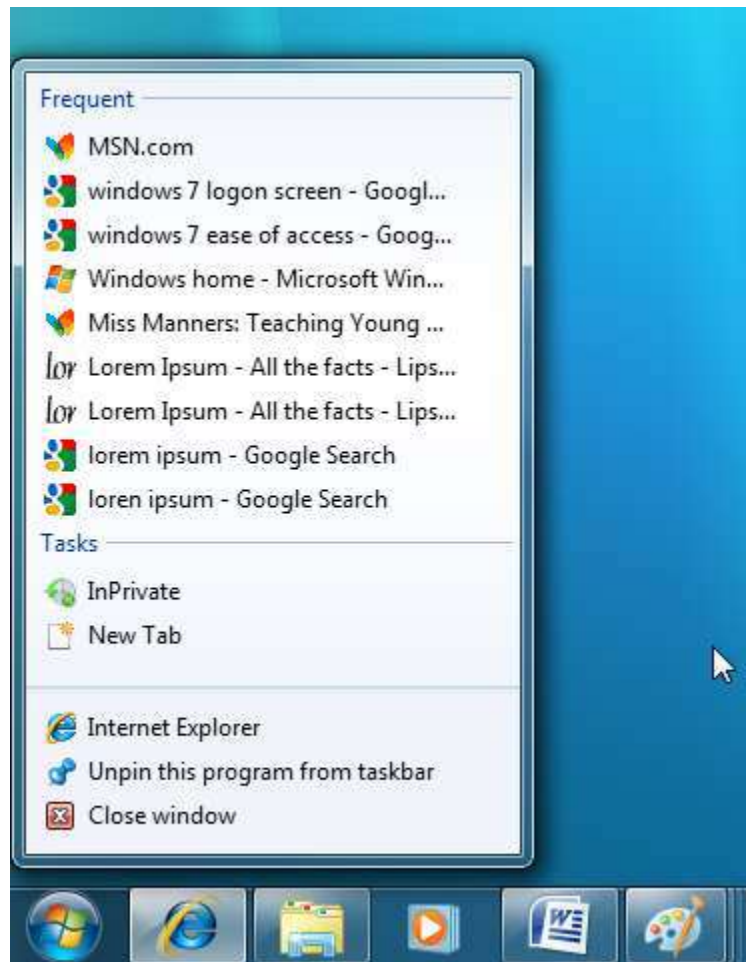 Frequent
MSN.com
windows 7 logon screen - Googl...
windows 7 ease of access - Goog...
Windows home - Microsoft Win...
Miss Manners: Teaching Young ...
lor Lorem Ipsum - All the facts - Lips...
lor Lorem Ipsum - All the facts - Lips...
lorem ipsum - Google Search
loren ipsum - Google Search
Tasks
InPrivate
New Tab
Internet Explorer
Unpin this program from taskbar
Close window
W